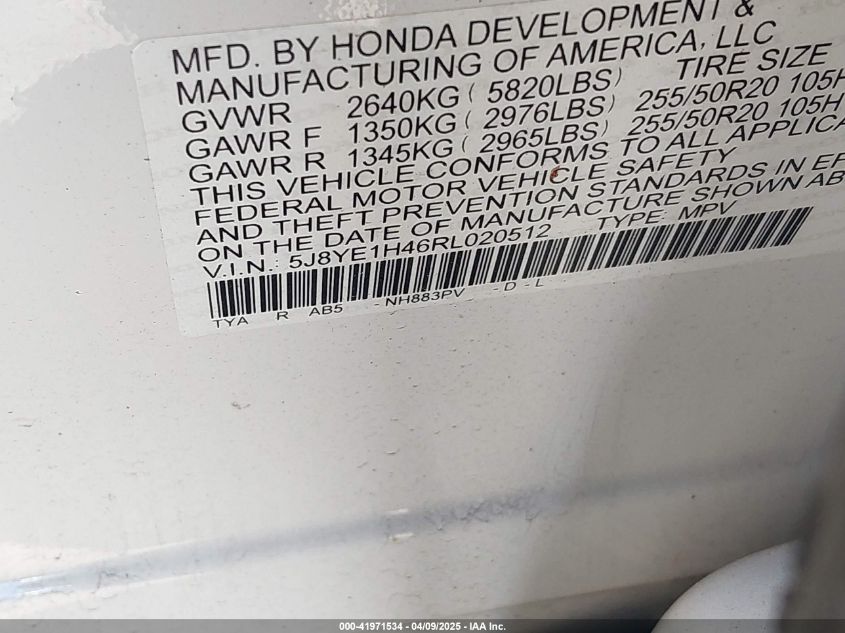 MFD. BY HONDA DEVELOPMENT &
MANUFACTURING OF AMERICA, LLC
GVWR 2640KG ( 5820LBS) TIRE SIZE
GAWR F 1350KG ( 2976LBS) 255/50R20 105H
GAWR R 1345KG ( 2965LBS) 255/50R20 105H
THIS VEHICLE CONFORMS TO ALL APPLICA
FEDERAL MOTOR VEHICLE SAFETY
AND THEFT PREVENTION STANDARDS IN EF
ON THE DATE OF MANUFACTURE SHOWN AB
V.I.N.: 5J8YE1H46RL020512 TYPE: MPV
TYA R AB5 -NH883PV -D-L
000-41971534 - 04/09/2025 - IAA Inc.